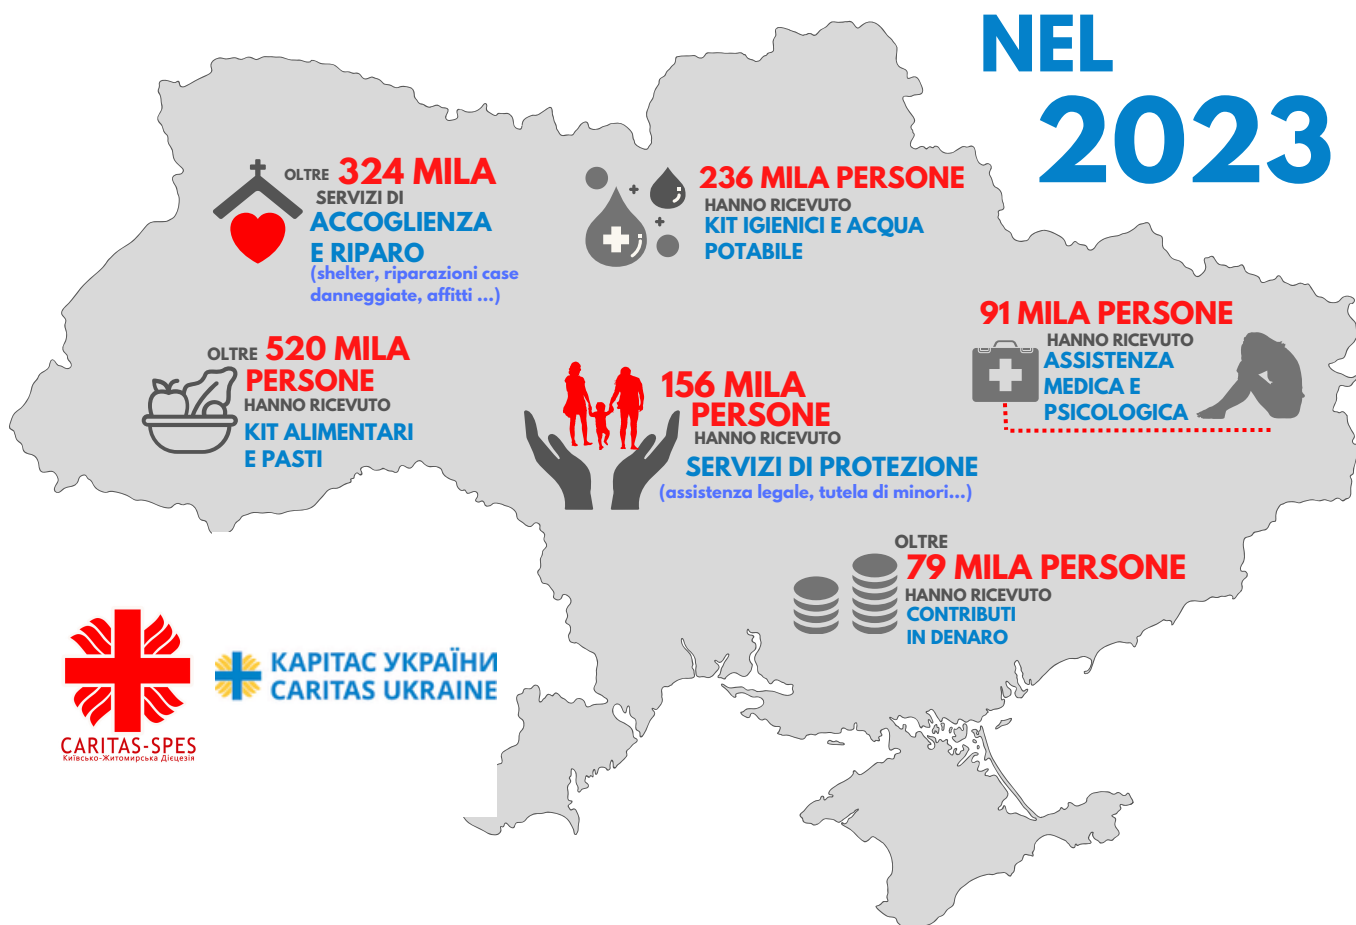 NEL
2023
OLTRE 324 MILA
SERVIZI DI
ACCOGLIENZA
E RIPARO
(shelter, riparazioni case
danneggiate, affitti ...)
236 MILA PERSONE
HANNO RICEVUTO
KIT IGIENICI E ACQUA
POTABILE
91 MILA PERSONE
HANNO RICEVUTO
ASSISTENZA
MEDICA E
PSICOLOGICA
OLTRE 520 MILA
PERSONE
HANNO RICEVUTO
KIT ALIMENTARI
E PASTI
156 MILA
PERSONE
HANNO RICEVUTO
SERVIZI DI PROTEZIONE
(assistenza legale, tutela di minori...)
OLTRE
79 MILA PERSONE
HANNO RICEVUTO
CONTRIBUTI
IN DENARO
КАРІТАС УКРАЇНИ
CARITAS UKRAINE
CARITAS-SPES
Київсько-Житомирська Дієцезія